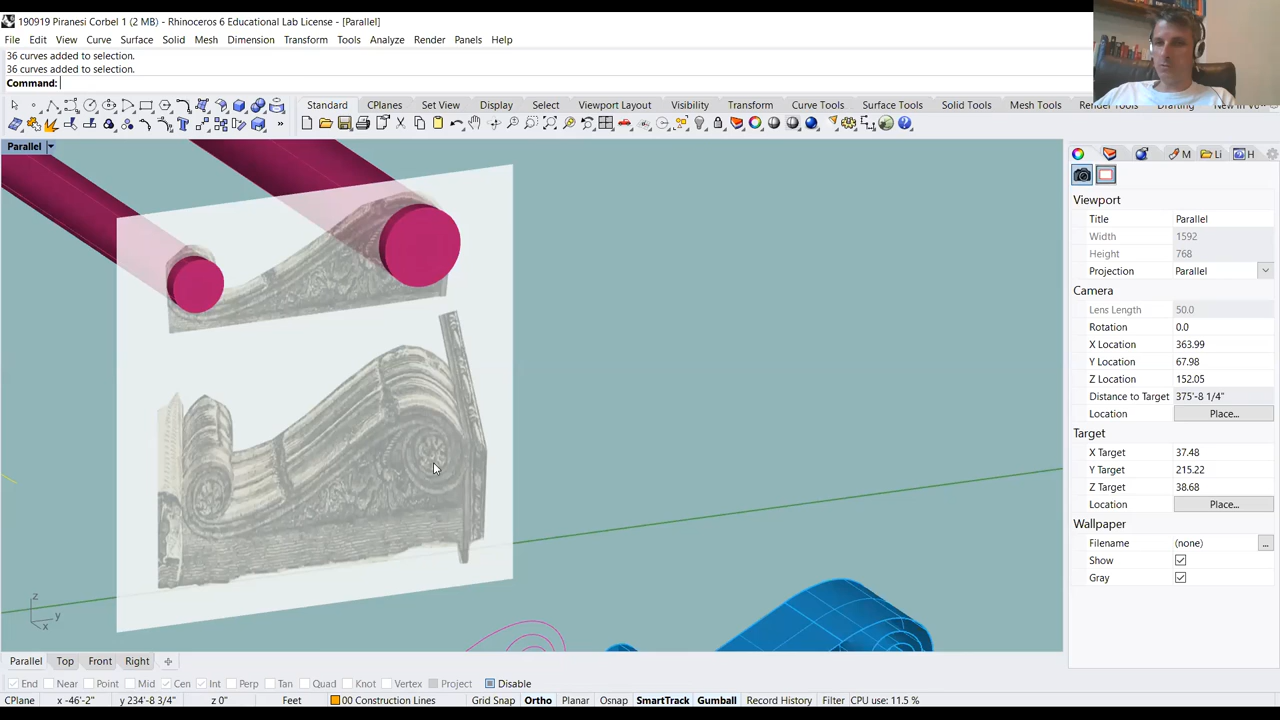 190919 Piranesi Corbel 1 (2 MB) - Rhinoceros 6 Educational Lab License - [Parallel]
File Edit View Curve Surface Solid Mesh Dimension Transform Tools Analyze Render Panels Help
36 curves added to selection.
36 curves added to selection.
Command:
Standard CPlanes Set View Display Select Viewport Layout Visibility Transform Curve Tools Surface Tools Solid Tools Mesh Tools
Parallel
M Li H
Viewport
Title Parallel
Width 1592
Height 768
Projection Parallel
Camera
Lens Length 50.0
Rotation 0.0
X Location 363.99
Y Location 67.98
Z Location 152.05
Distance to Target 375'-8 1/4"
Location Place...
Target
X Target 37.48
Y Target 215.22
Z Target 38.68
Location Place...
Wallpaper
Filename (none) ...
Show
Gray
z
y
x
Parallel Top Front Right
End Near Point Mid Cen Int Perp Tan Quad Knot Vertex Project Disable
CPlane x -46'-2" y 234'-8 3/4" z 0" Feet 00 Construction Lines Grid Snap Ortho Planar Osnap SmartTrack Gumball Record History Filter CPU use: 11.5 %